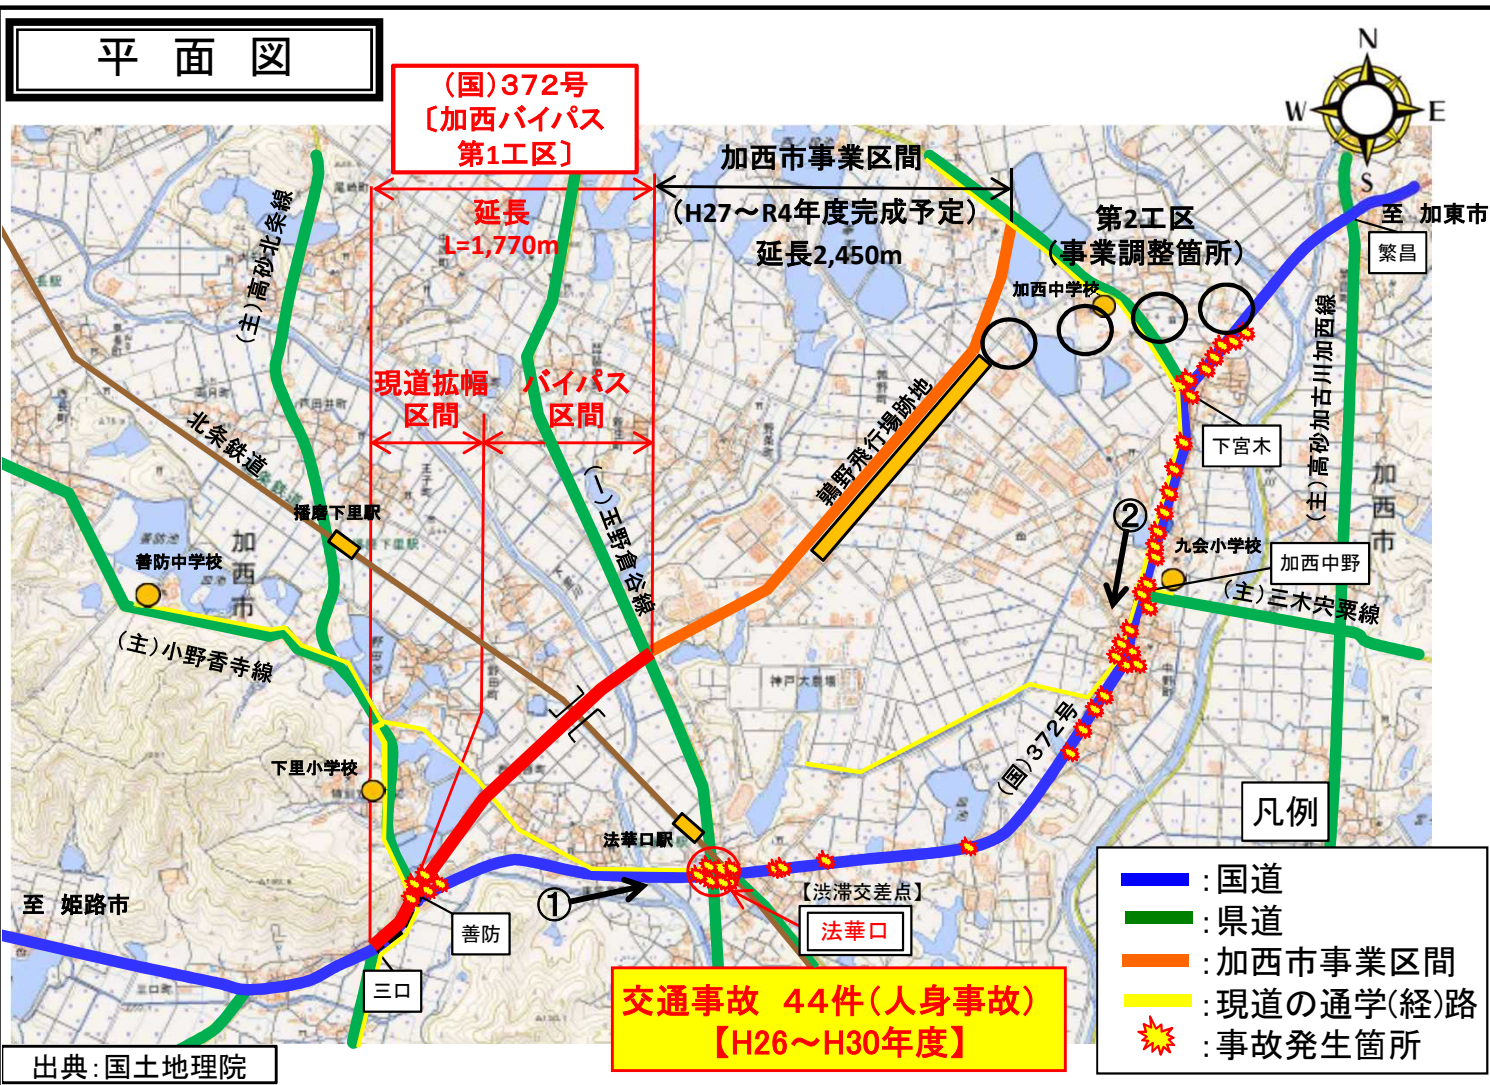 平面図
(国)372号
〔加西バイパス
第1工区〕
N
W
E
S
加西市事業区間
(H27～R4年度完成予定)
延長2,450m
延長
L=1,770m
第2工区
(事業調整箇所)
至 加東市
繁昌
加西中学校
(主)高砂北条線
(主)高砂加古川加西線
現道拡幅
区間
バイパス
区間
鶉野飛行場跡地
下宮木
北条鉄道
播磨下里駅
(一)玉野倉谷線
加西市
加西市
②
九会小学校
加西中野
(主)三木宍粟線
善防中学校
(主)小野香寺線
神戸大農場
(国)372号
下里小学校
法華口駅
凡例
:国道
:県道
:加西市事業区間
:現道の通学(経)路
:事故発生箇所
至 姫路市
①
【渋滞交差点】
法華口
善防
三口
交通事故 44件(人身事故)
【H26～H30年度】
出典:国土地理院